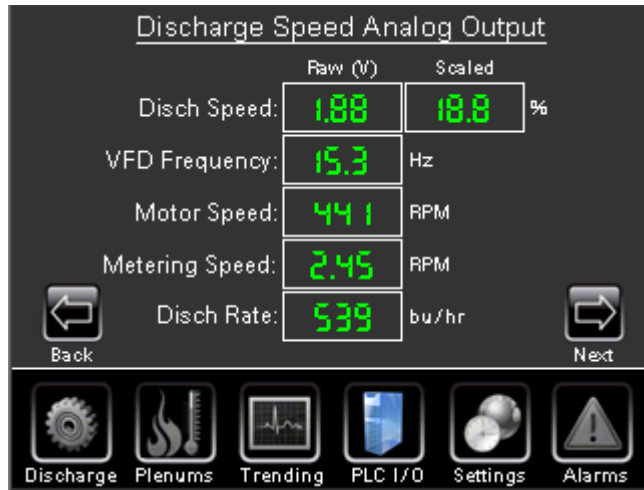 Discharge Speed Analog Output
Raw (V) Scaled
Disch Speed: 1.88 18.8 %
VFD Frequency: 15.3 Hz
Motor Speed: 441 RPM
Metering Speed: 2.45 RPM
Disch Rate: 539 bu/hr
Back Next
Discharge Plenums Trending PLC I/O Settings Alarms